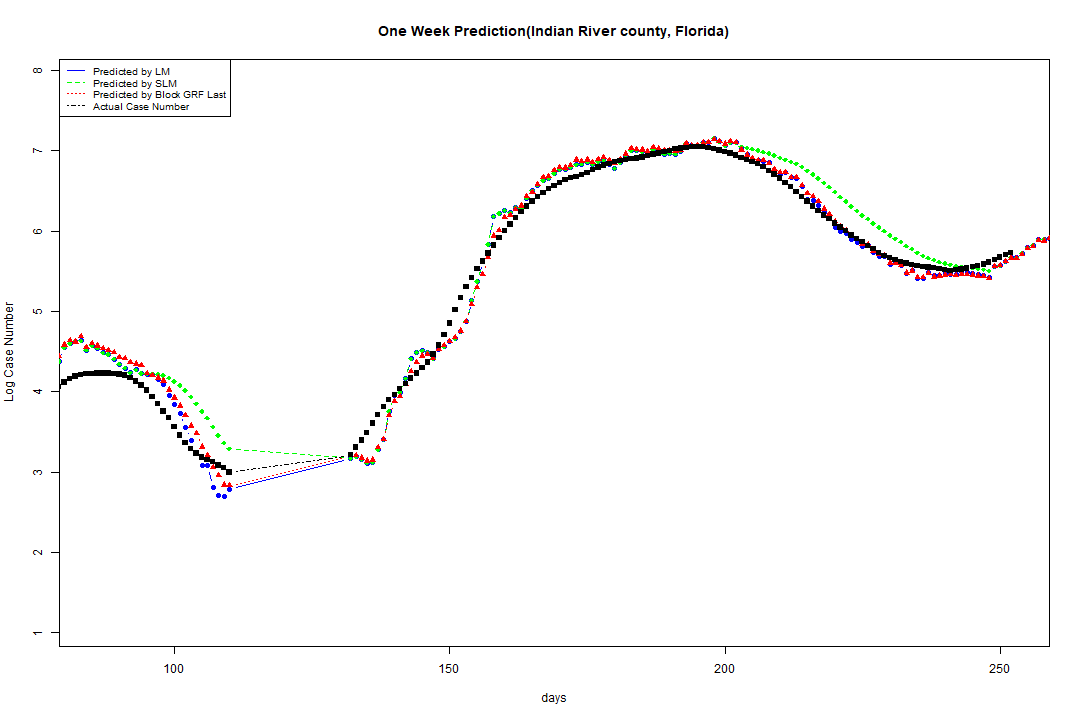 One Week Prediction(Indian River county, Florida)
Predicted by LM
Predicted by SLM
Predicted by Block GRF Last
Actual Case Number
8
7
6
5
4
3
2
1
Log Case Number
100
150
200
250
days